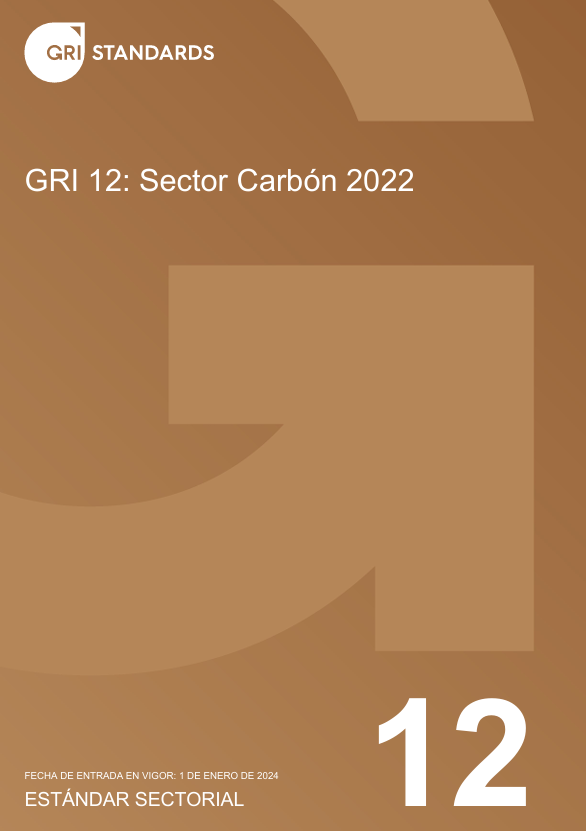 GRI STANDARDS
GRI 12: Sector Carbón 2022
12
FECHA DE ENTRADA EN VIGOR: 1 DE ENERO DE 2024
ESTÁNDAR SECTORIAL